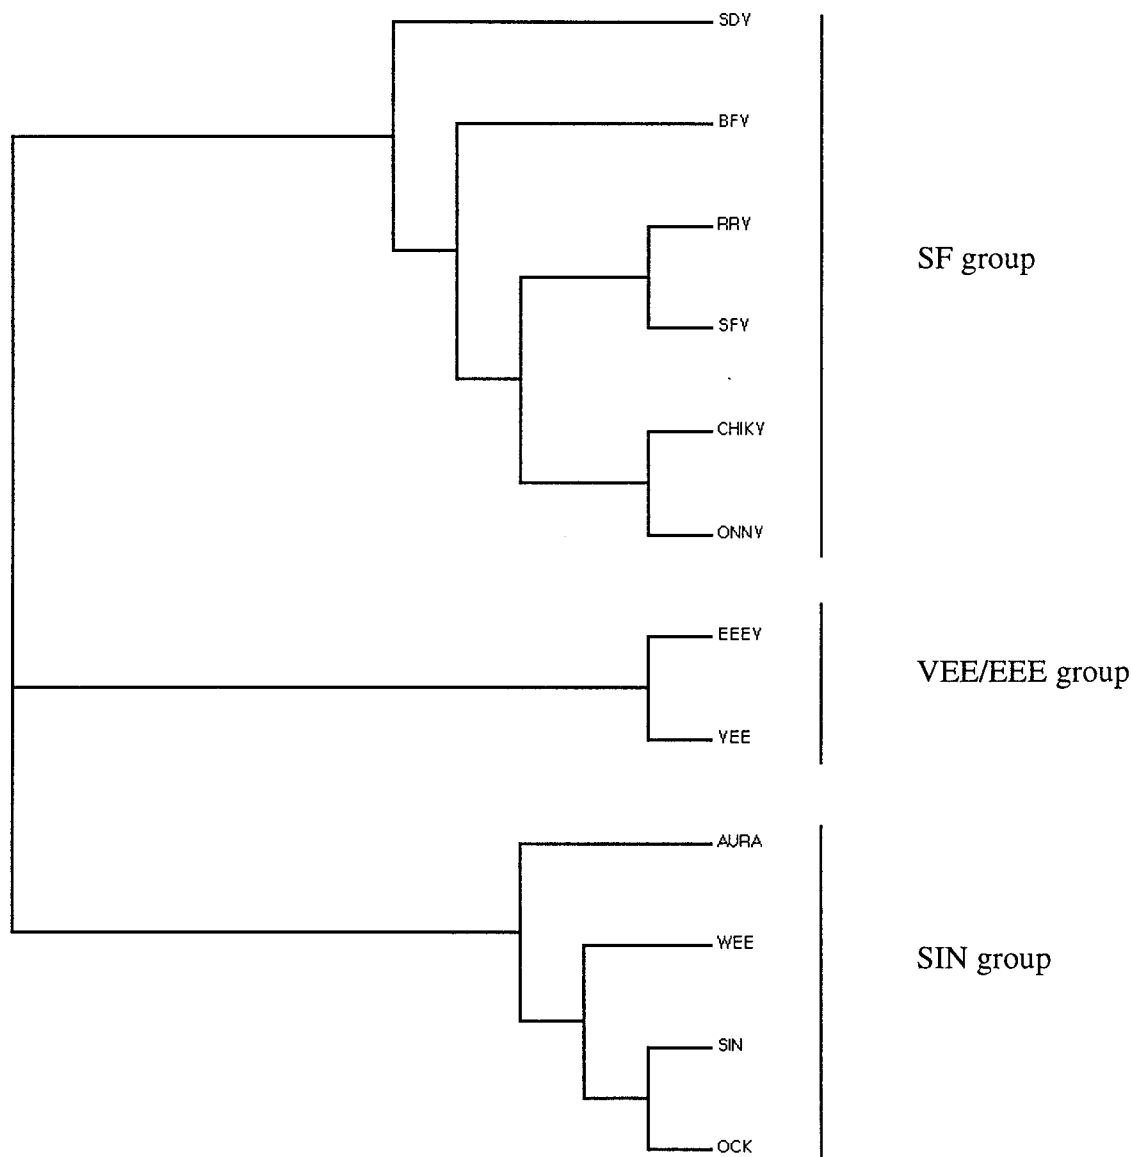 SDV
BFV
RRV
SFV
SF group
CHIKV
ONNV
EEEV
VEE/EEE group
VEE
AURA
WEE
SIN group
SIN
OCK